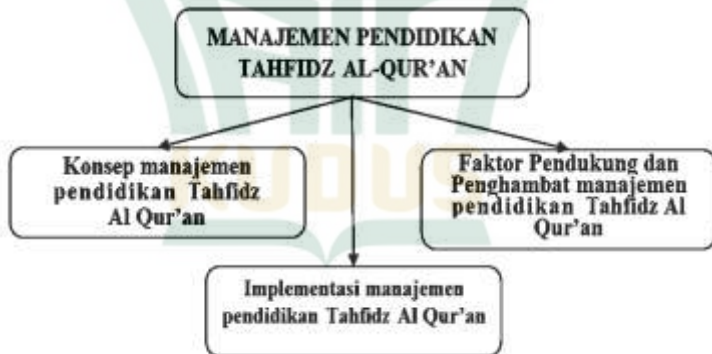 MANAJEMEN PENDIDIKAN
TAHFIDZ AL-QUR'AN
Konsep manajemen
pendidikan Tahfidz
Al Qur'an
Faktor Pendukung dan
Penghambat manajemen
pendidikan Tahfidz Al
Qur'an
Implementasi manajemen
pendidikan Tahfidz Al Qur'an
KUDUS